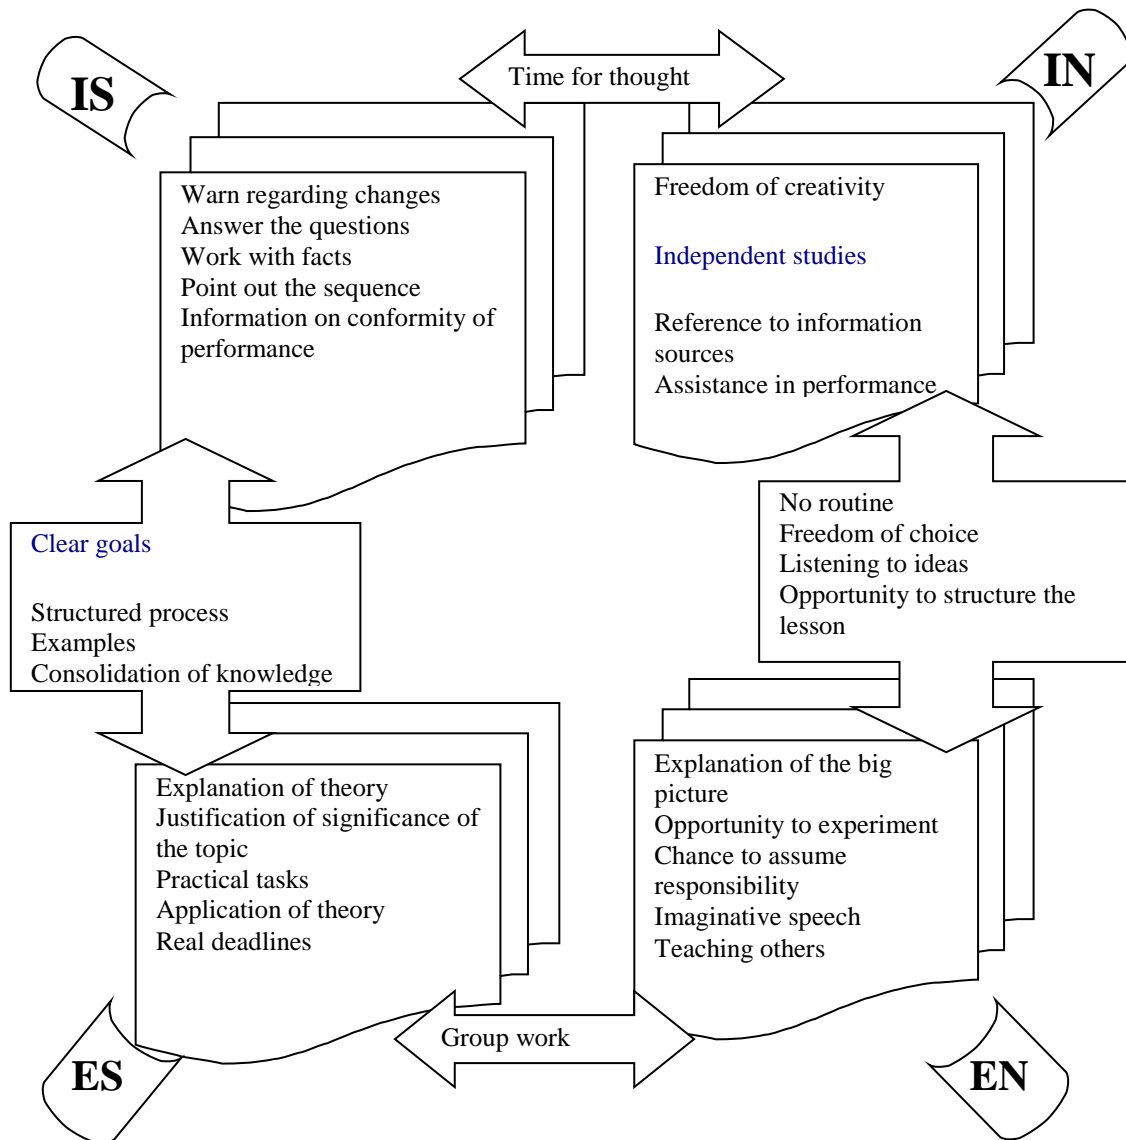 IS
Time for thought
IN
Warn regarding changes
Answer the questions
Work with facts
Point out the sequence
Information on conformity of
performance
Freedom of creativity
Independent studies
Reference to information
sources
Assistance in performance
Clear goals
Structured process
Examples
Consolidation of knowledge
No routine
Freedom of choice
Listening to ideas
Opportunity to structure the
lesson
Explanation of theory
Justification of significance of
the topic
Practical tasks
Application of theory
Real deadlines
Explanation of the big
picture
Opportunity to experiment
Chance to assume
responsibility
Imaginative speech
Teaching others
ES
Group work
EN